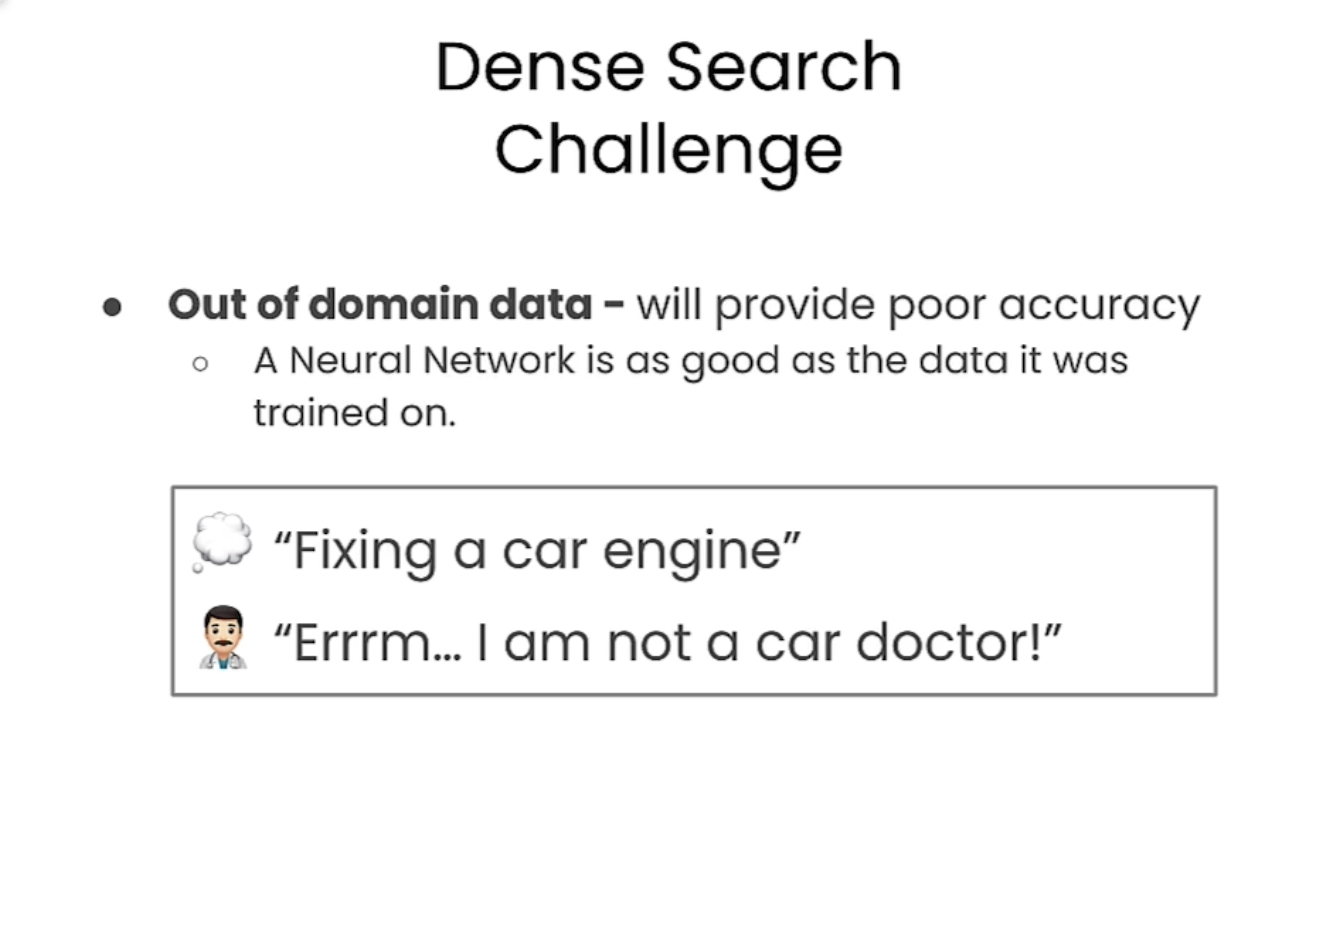 Dense Search
Challenge
● Out of domain data - will provide poor accuracy
○ A Neural Network is as good as the data it was
trained on.
“Fixing a car engine”
“Errrm... I am not a car doctor!”